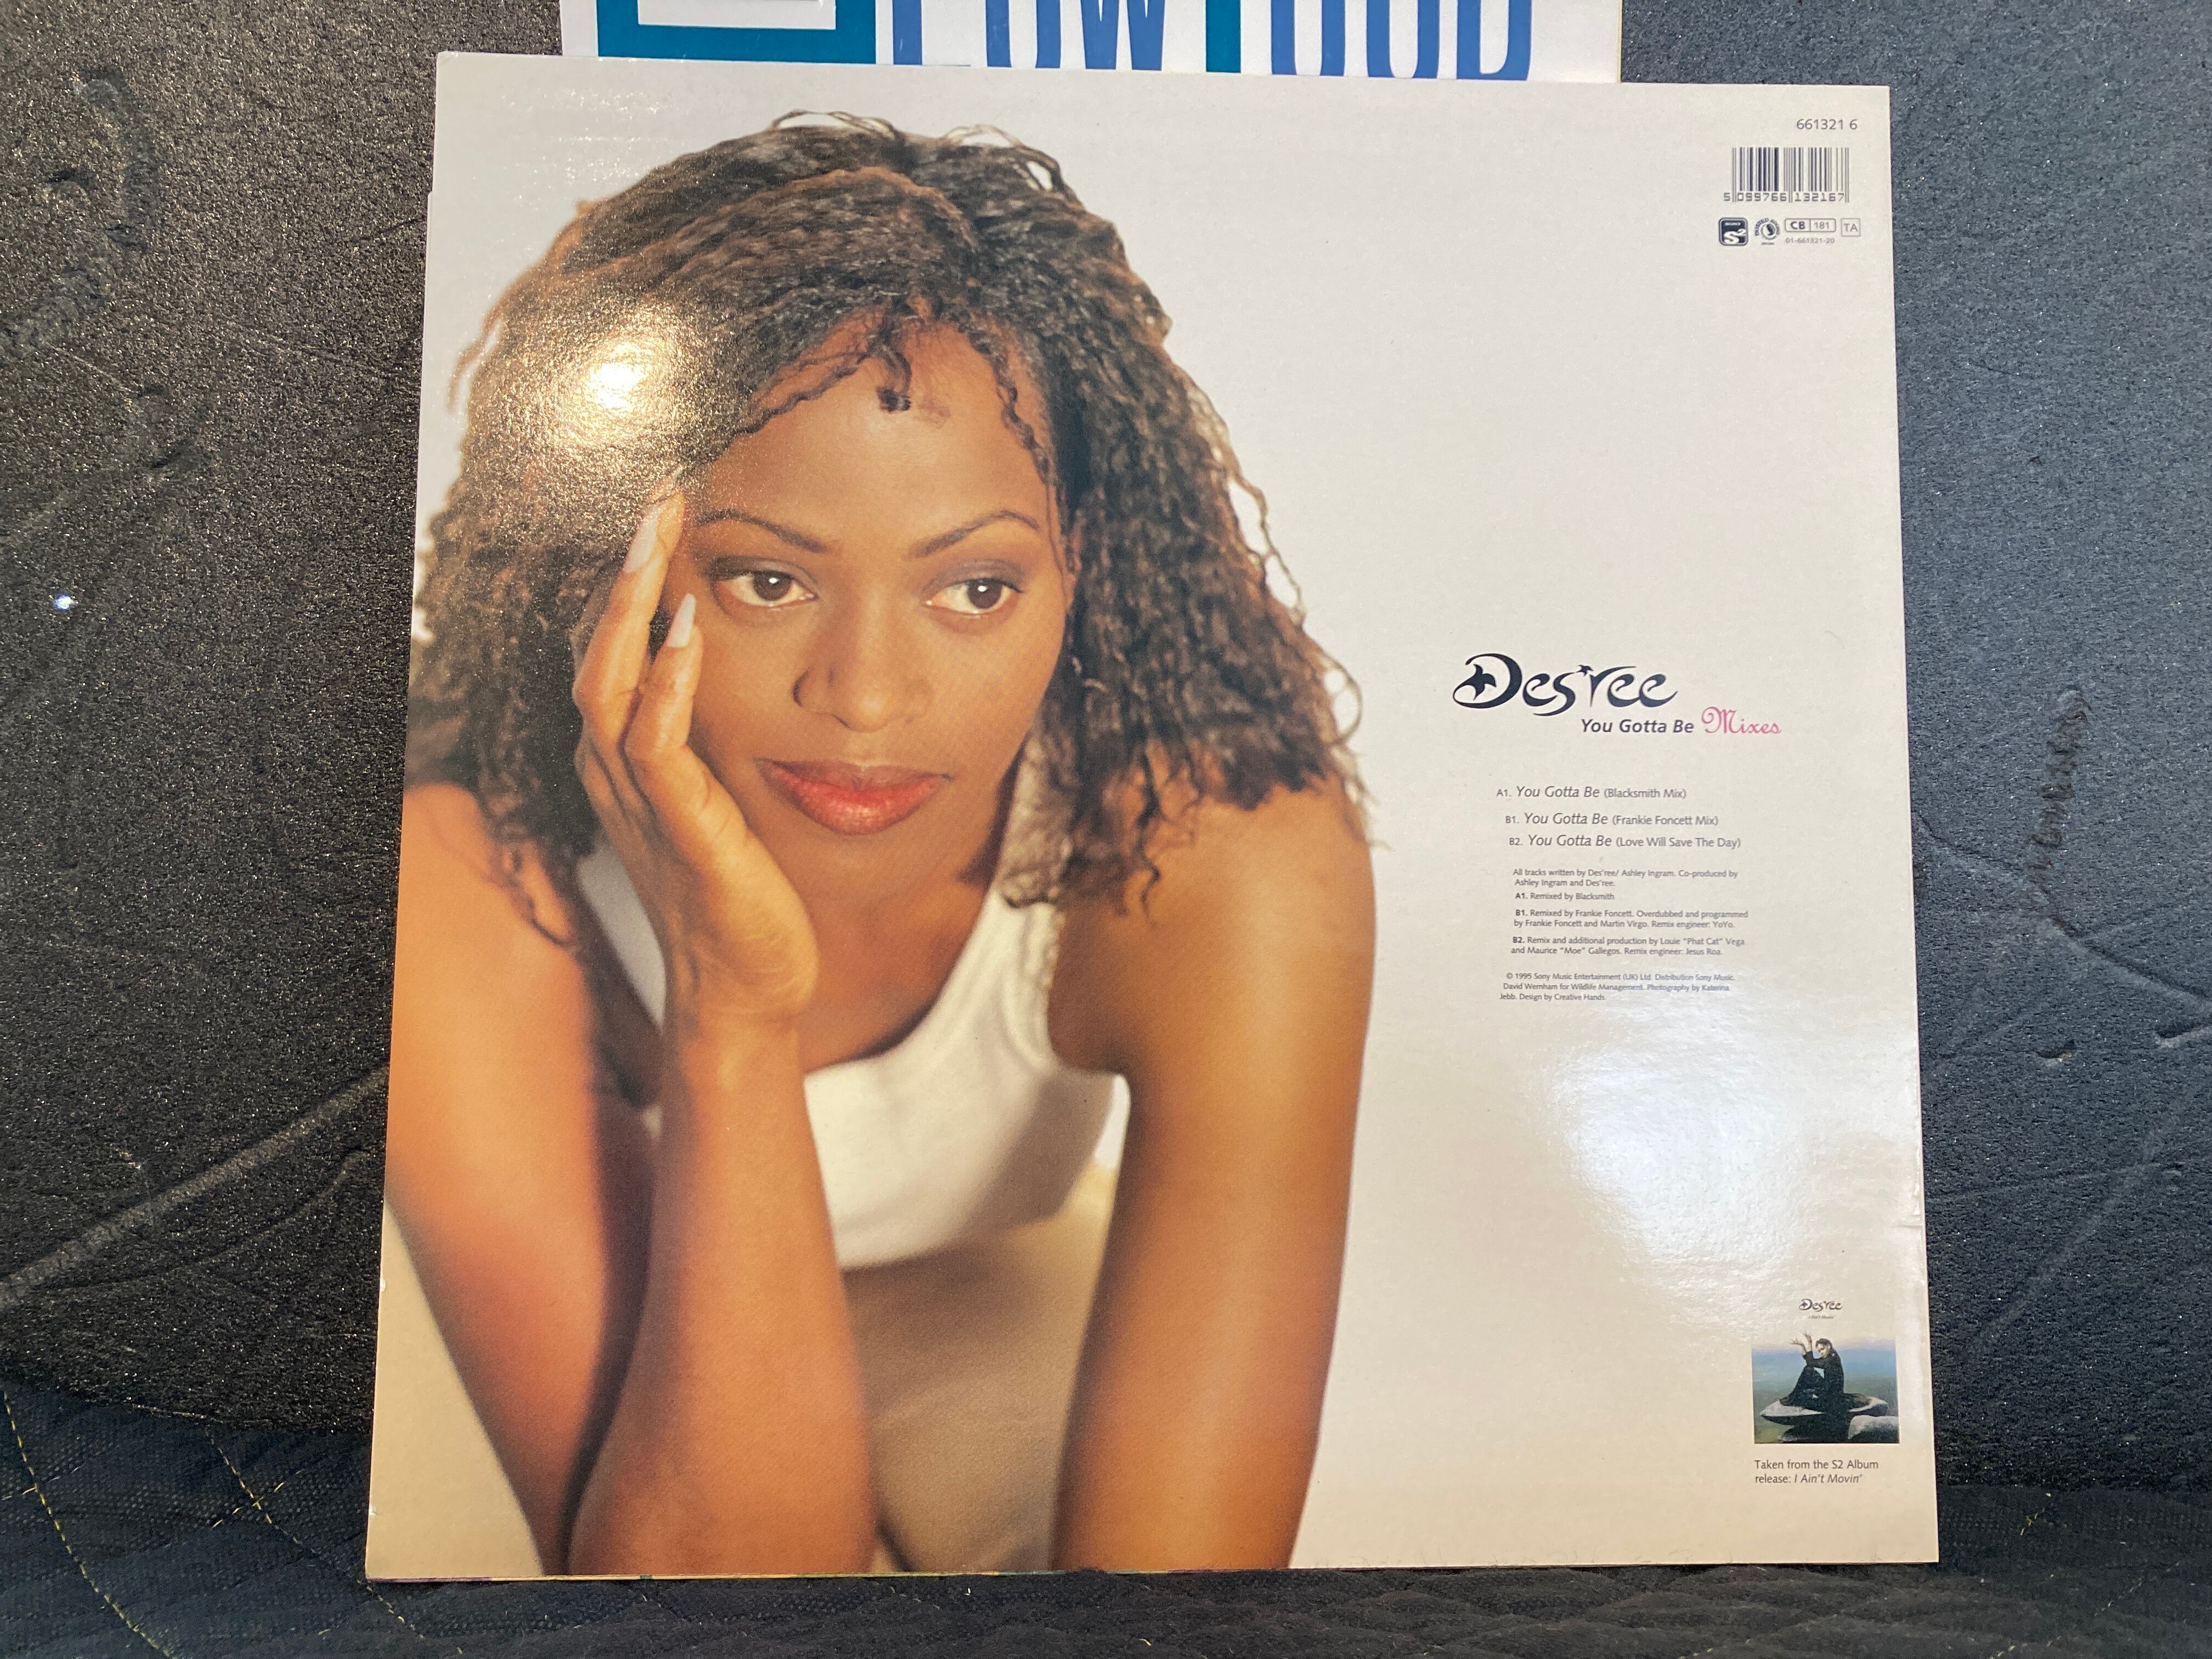 661321 6
5 099766 132167
S2
CB 181 TA
01-661321-20
Des'ree
You Gotta Be Mixes
A1. You Gotta Be (Blacksmith Mix)
B1. You Gotta Be (Frankie Foncett Mix)
B2. You Gotta Be (Love Will Save The Day)
All tracks written by Des'ree/ Ashley Ingram. Co-produced by
Ashley Ingram and Des'ree.
A1. Remixed by Blacksmith
B1. Remixed by Frankie Foncett. Overdubbed and programmed
by Frankie Foncett and Martin Virgo. Remix engineer: YoYo.
B2. Remix and additional production by Louie "Phat Cat" Vega
and Maurice "Moe" Gallegos. Remix engineer: Jesus Roa.
© 1995 Sony Music Entertainment (UK) Ltd. Distribution Sony Music.
David Wernham for Wildlife Management. Photography by Katerina
Jebb. Design by Creative Hands.
Des'ree
I Ain't Movin'
Taken from the S2 Album
release: I Ain't Movin'